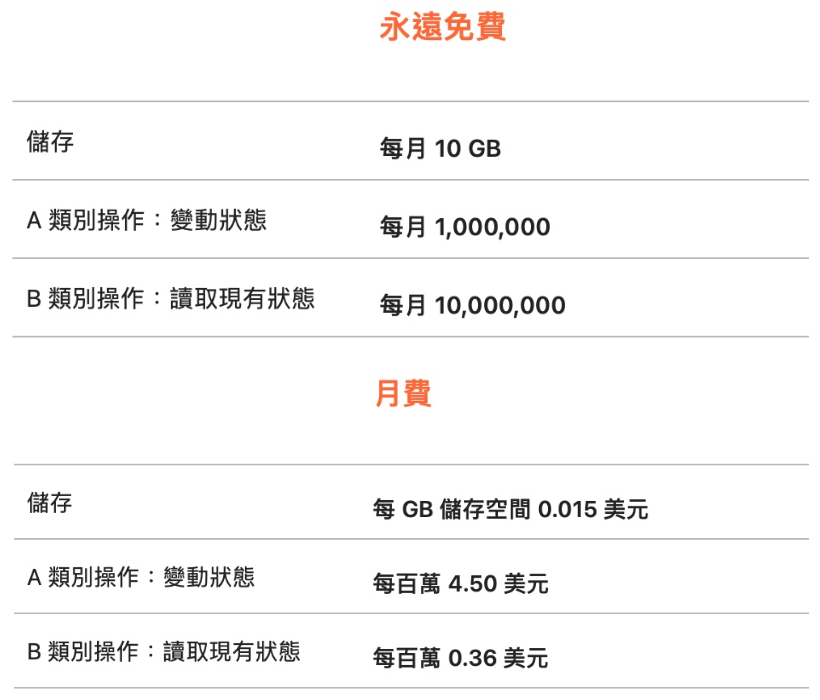 永遠免費
儲存
每月 10 GB
A 類別操作：變動狀態
每月 1,000,000
B 類別操作：讀取現有狀態
每月 10,000,000
月費
儲存
每 GB 儲存空間 0.015 美元
A 類別操作：變動狀態
每百萬 4.50 美元
B 類別操作：讀取現有狀態
每百萬 0.36 美元